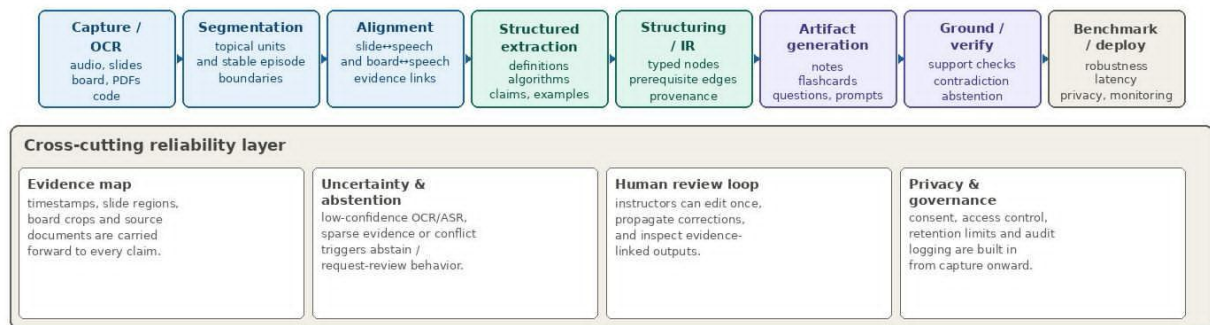 Capture /
OCR
audio, slides
board, PDFs
code
Segmentation
topical units
and stable episode
boundaries
Alignment
slide↔speech
and board↔speech
evidence links
Structured
extraction
definitions
algorithms
claims, examples
Structuring
/ IR
typed nodes
prerequisite edges
provenance
Artifact
generation
notes
flashcards
questions, prompts
Ground /
verify
support checks
contradiction
abstention
Benchmark
/ deploy
robustness
latency
privacy, monitoring
Cross-cutting reliability layer
Evidence map
timestamps, slide regions,
board crops and source
documents are carried
forward to every claim.
Uncertainty &
abstention
low-confidence OCR/ASR,
sparse evidence or conflict
triggers abstain /
request-review behavior.
Human review loop
instructors can edit once,
propagate corrections,
and inspect evidence-
linked outputs.
Privacy &
governance
consent, access control,
retention limits and audit
logging are built in
from capture onward.